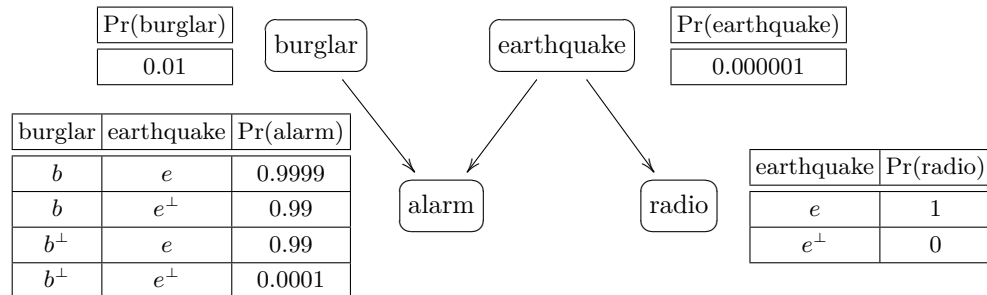 Pr(burglar)
0.01
burglar
earthquake
Pr(earthquake)
0.000001
burglar earthquake Pr(alarm)
b e 0.9999
b e⊥ 0.99
b⊥ e 0.99
b⊥ e⊥ 0.0001
alarm
radio
earthquake Pr(radio)
e 1
e⊥ 0